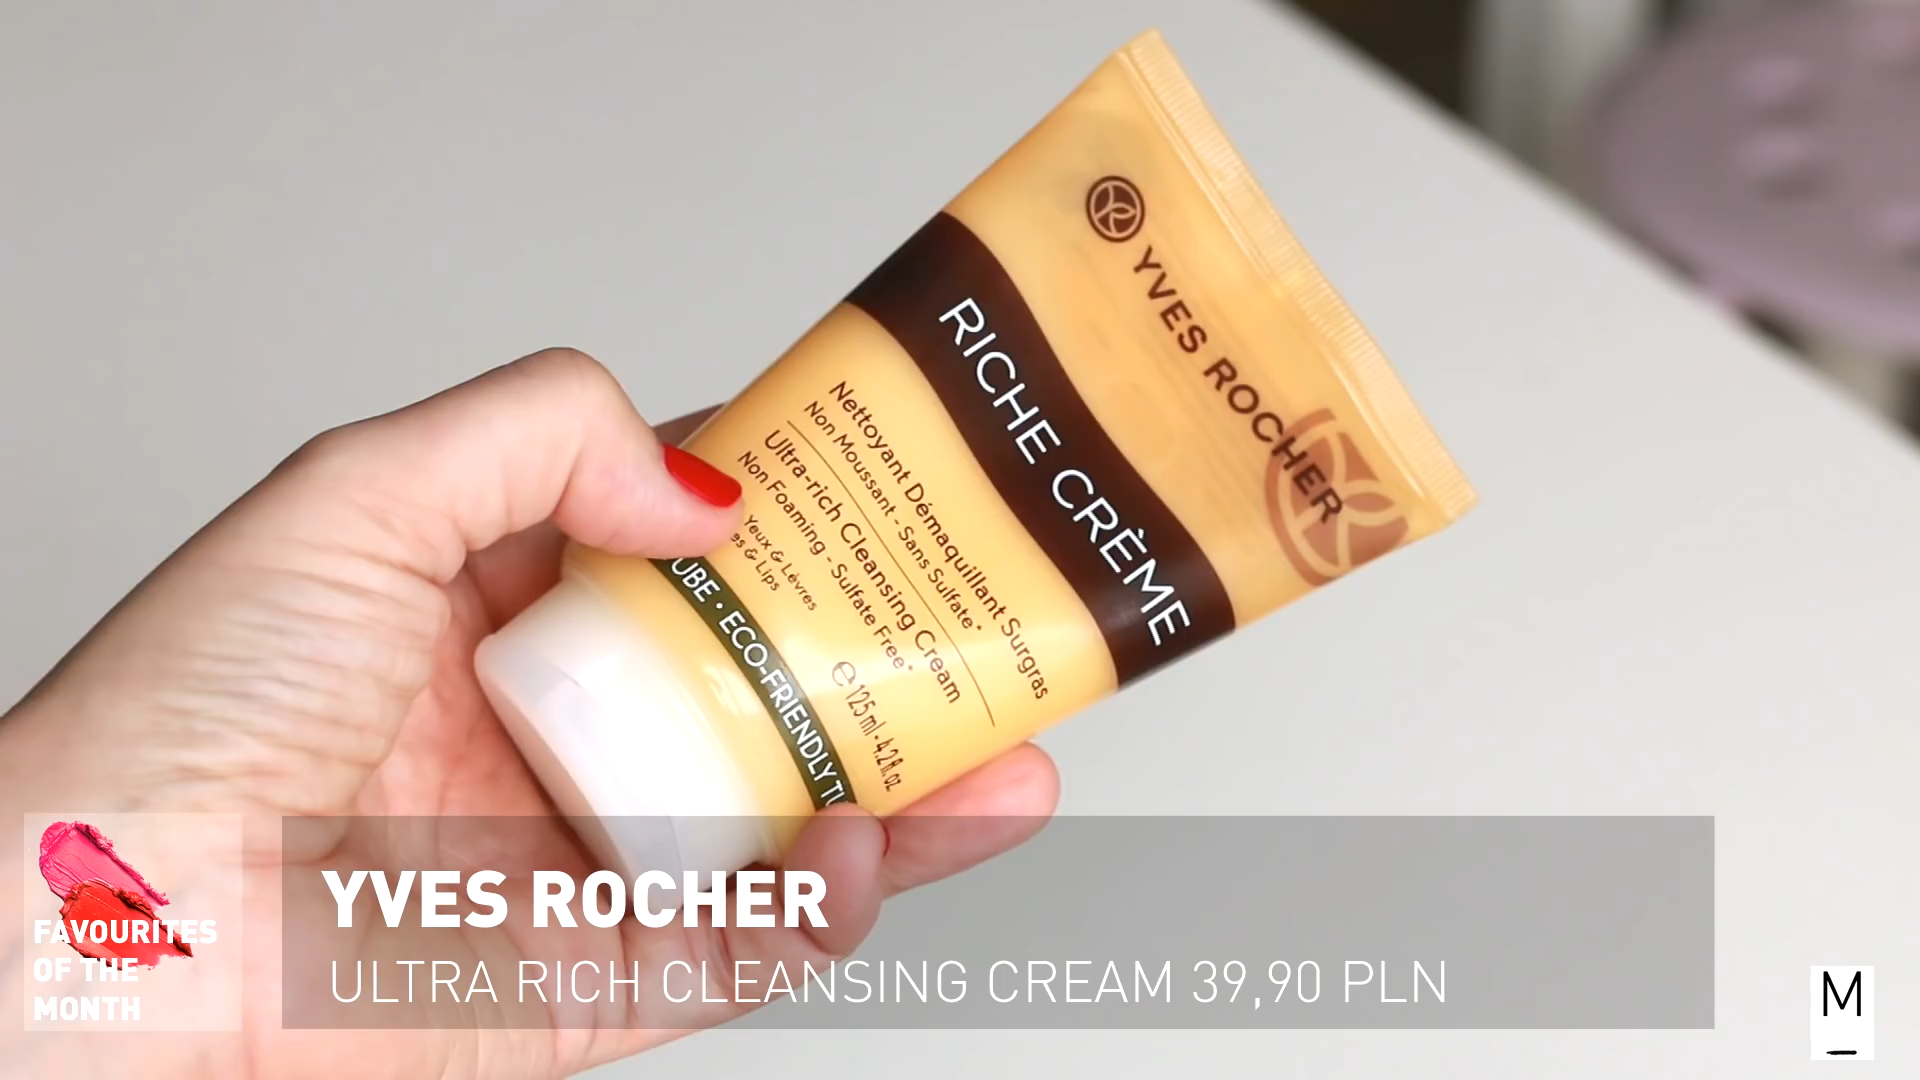 YVES ROCHER
RICHE CRÈME
Nettoyant Démaquillant Surgras
Non Moussant - Sans Sulfate*
Ultra-rich Cleansing Cream
Non Foaming - Sulfate Free*
Yeux & Lèvres
& Lips
e 125 ml - 4.2 fl.oz
ECO-FRIENDLY
FAVOURITES
OF THE
MONTH
YVES ROCHER
ULTRA RICH CLEANSING CREAM 39,90 PLN
M